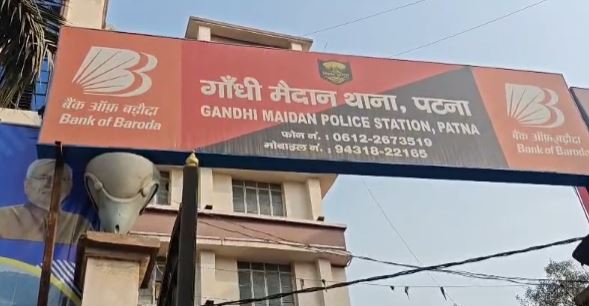 बैंक ऑफ़ बड़ौदा
Bank of Baroda
गाँधी मैदान थाना, पटना
GANDHI MAIDAN POLICE STATION, PATNA
फोन नं. : 0612-2673519
मोबाइल नं. : 94318-22165
बैंक ऑफ़ बड़ौदा
Bank of Baroda